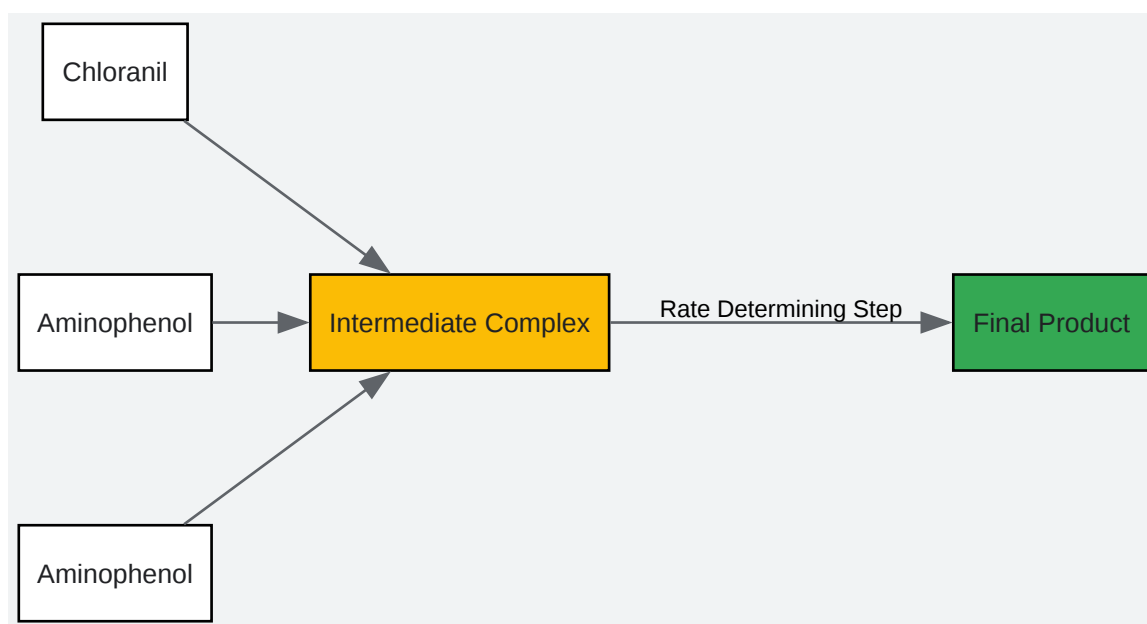 Chloranil
Aminophenol
Intermediate Complex
Rate Determining Step
Final Product
Aminophenol